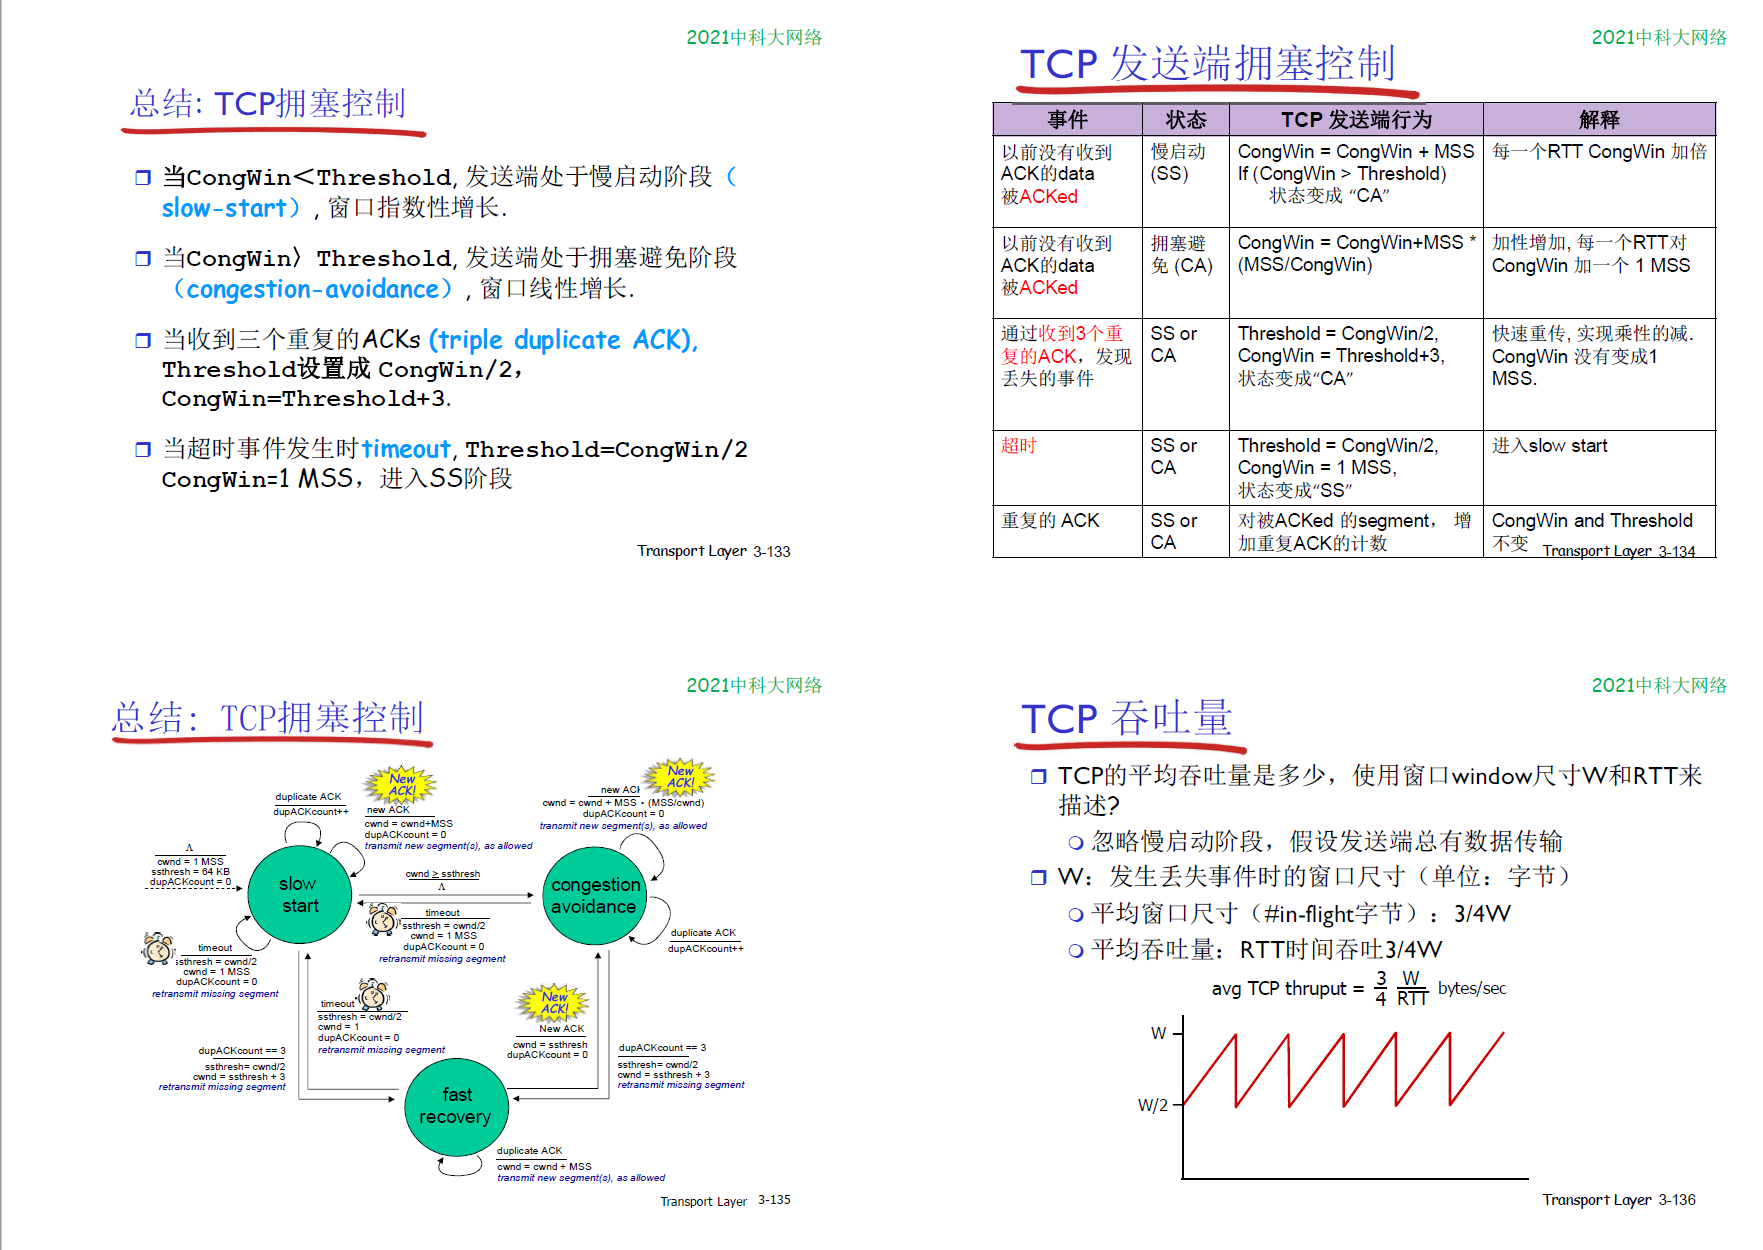 2021中科大网络
总结: TCP拥塞控制
当CongWin＜Threshold, 发送端处于慢启动阶段（
slow-start）, 窗口指数性增长.
当CongWin〉Threshold, 发送端处于拥塞避免阶段
（congestion-avoidance）, 窗口线性增长.
当收到三个重复的ACKs (triple duplicate ACK),
Threshold设置成 CongWin/2,
CongWin=Threshold+3.
当超时事件发生时timeout, Threshold=CongWin/2
CongWin=1 MSS，进入SS阶段
Transport Layer 3-133
2021中科大网络
TCP 发送端拥塞控制
事件 状态 TCP 发送端行为 解释
以前没有收到 慢启动 CongWin = CongWin + MSS 每一个RTT CongWin 加倍
ACK的data (SS) If (CongWin > Threshold)
被ACKed 状态变成 “CA”
以前没有收到 拥塞避 CongWin = CongWin+MSS * 加性增加, 每一个RTT对
ACK的data 免 (CA) (MSS/CongWin) CongWin 加一个 1 MSS
被ACKed
通过收到3个重 SS or Threshold = CongWin/2, 快速重传, 实现乘性的减.
复的ACK，发现 CA CongWin = Threshold+3, CongWin 没有变成1
丢失的事件 状态变成“CA” MSS.
超时 SS or Threshold = CongWin/2, 进入slow start
CA CongWin = 1 MSS,
状态变成“SS”
重复的 ACK SS or 对被ACKed 的segment， 增 CongWin and Threshold
CA 加重复ACK的计数 不变
Transport Layer 3-134
2021中科大网络
总结: TCP拥塞控制
New
ACK!
duplicate ACK
dupACKcount++
new ACK
cwnd = cwnd+MSS
dupACKcount = 0
transmit new segment(s), as allowed
New
ACK!
new ACK
cwnd = cwnd + MSS • (MSS/cwnd)
dupACKcount = 0
transmit new segment(s), as allowed
Λ
cwnd = 1 MSS
ssthresh = 64 KB
dupACKcount = 0
slow
start
cwnd ≥ ssthresh
Λ
congestion
avoidance
timeout
ssthresh = cwnd/2
cwnd = 1 MSS
dupACKcount = 0
retransmit missing segment
duplicate ACK
dupACKcount++
timeout
ssthresh = cwnd/2
cwnd = 1 MSS
dupACKcount = 0
retransmit missing segment
timeout
ssthresh = cwnd/2
cwnd = 1
dupACKcount = 0
retransmit missing segment
New
ACK!
New ACK
cwnd = ssthresh
dupACKcount = 0
dupACKcount == 3
ssthresh= cwnd/2
cwnd = ssthresh + 3
retransmit missing segment
dupACKcount == 3
ssthresh= cwnd/2
cwnd = ssthresh + 3
retransmit missing segment
fast
recovery
duplicate ACK
cwnd = cwnd + MSS
transmit new segment(s), as allowed
Transport Layer 3-135
2021中科大网络
TCP 吞吐量
TCP的平均吞吐量是多少，使用窗口window尺寸W和RTT来
描述?
忽略慢启动阶段，假设发送端总有数据传输
W：发生丢失事件时的窗口尺寸（单位：字节）
平均窗口尺寸（#in-flight字节）：3/4W
平均吞吐量：RTT时间吞吐3/4W
avg TCP thruput = 3/4 W/RTT bytes/sec
W
W/2
Transport Layer 3-136